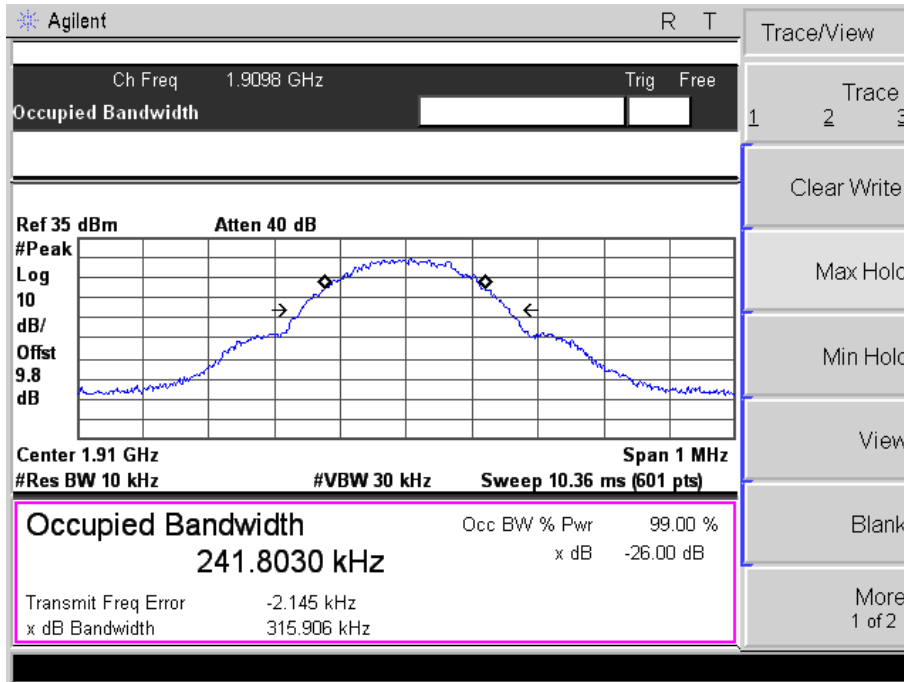 Agilent R T
Trace/View
Ch Freq 1.9098 GHz Trig Free
Occupied Bandwidth
Trace
1 2 3
Clear Write
Ref 35 dBm Atten 40 dB
#Peak
Log
10
dB/
Offst
9.8
dB
Max Hold
Min Hold
Center 1.91 GHz Span 1 MHz
#Res BW 10 kHz #VBW 30 kHz Sweep 10.36 ms (601 pts)
View
Occupied Bandwidth
241.8030 kHz
Occ BW % Pwr 99.00 %
x dB -26.00 dB
Transmit Freq Error -2.145 kHz
x dB Bandwidth 315.906 kHz
Blank
More
1 of 2